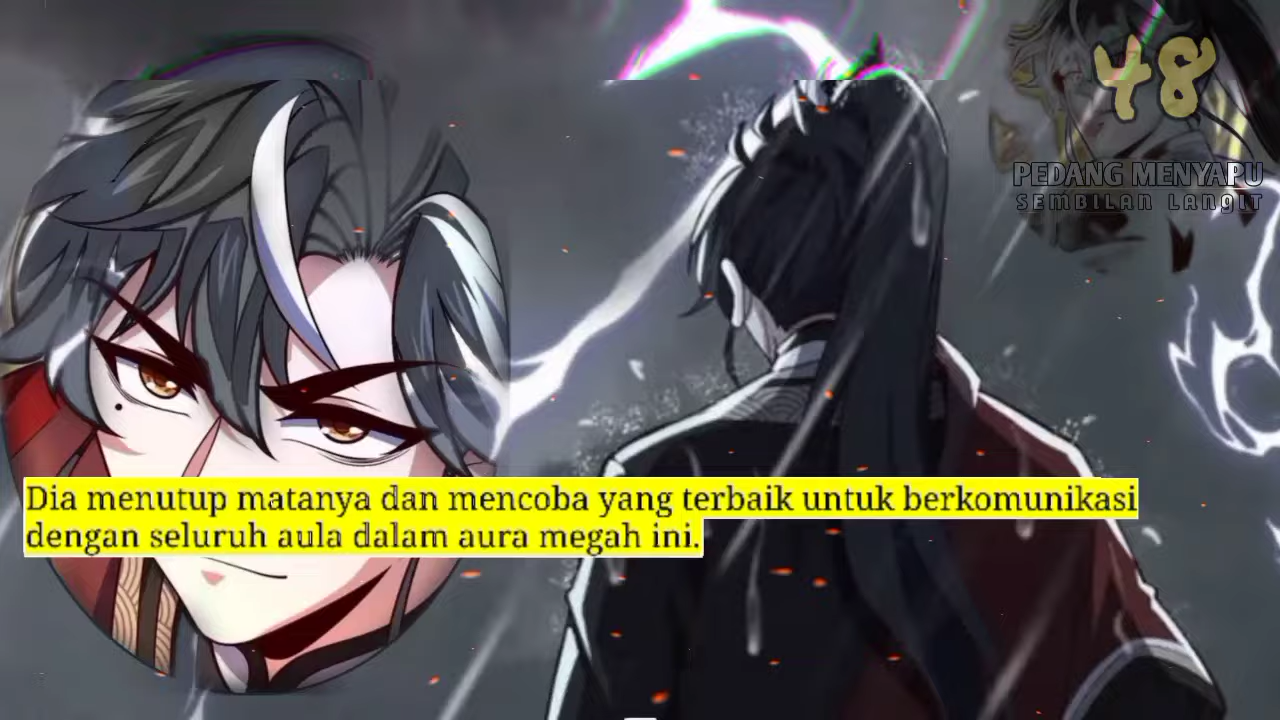 48
PEDANG MENYAPU
SEMBILAN LANGIT
Dia menutup matanya dan mencoba yang terbaik untuk berkomunikasi
dengan seluruh aula dalam aura megah ini.